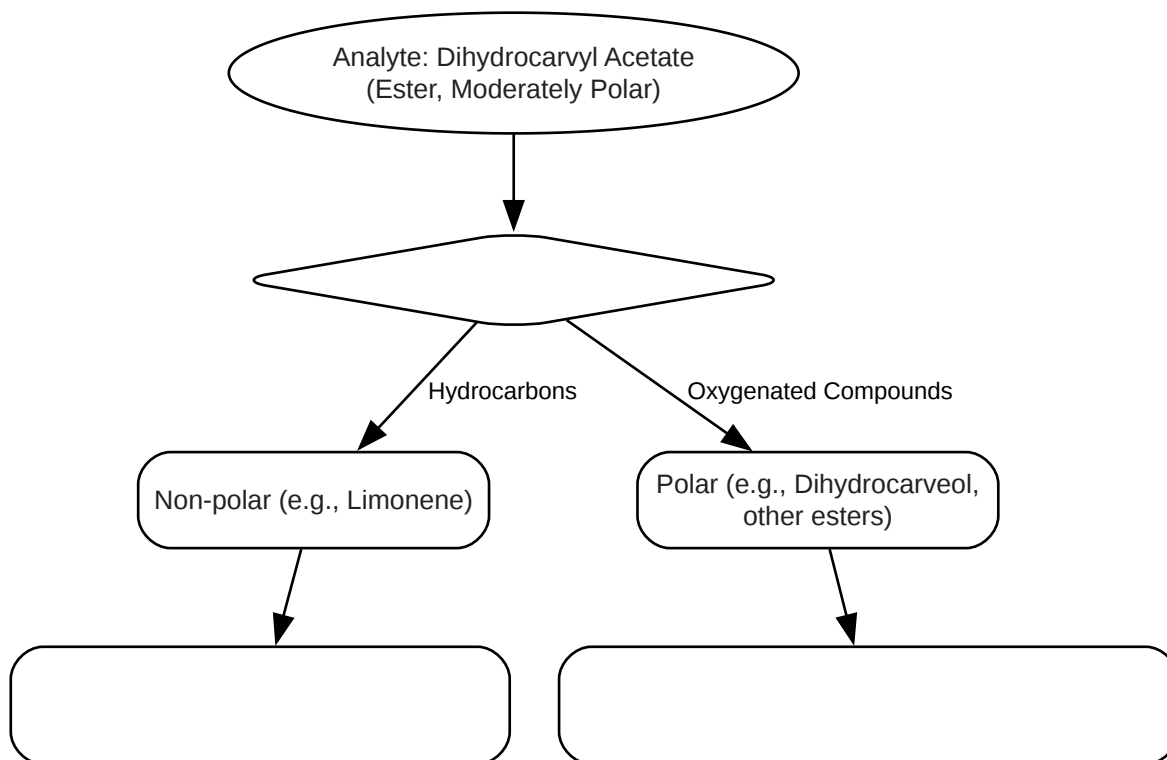 Analyte: Dihydrocarvyl Acetate
(Ester, Moderately Polar)
Hydrocarbons
Oxygenated Compounds
Non-polar (e.g., Limonene)
Polar (e.g., Dihydrocarveol,
other esters)